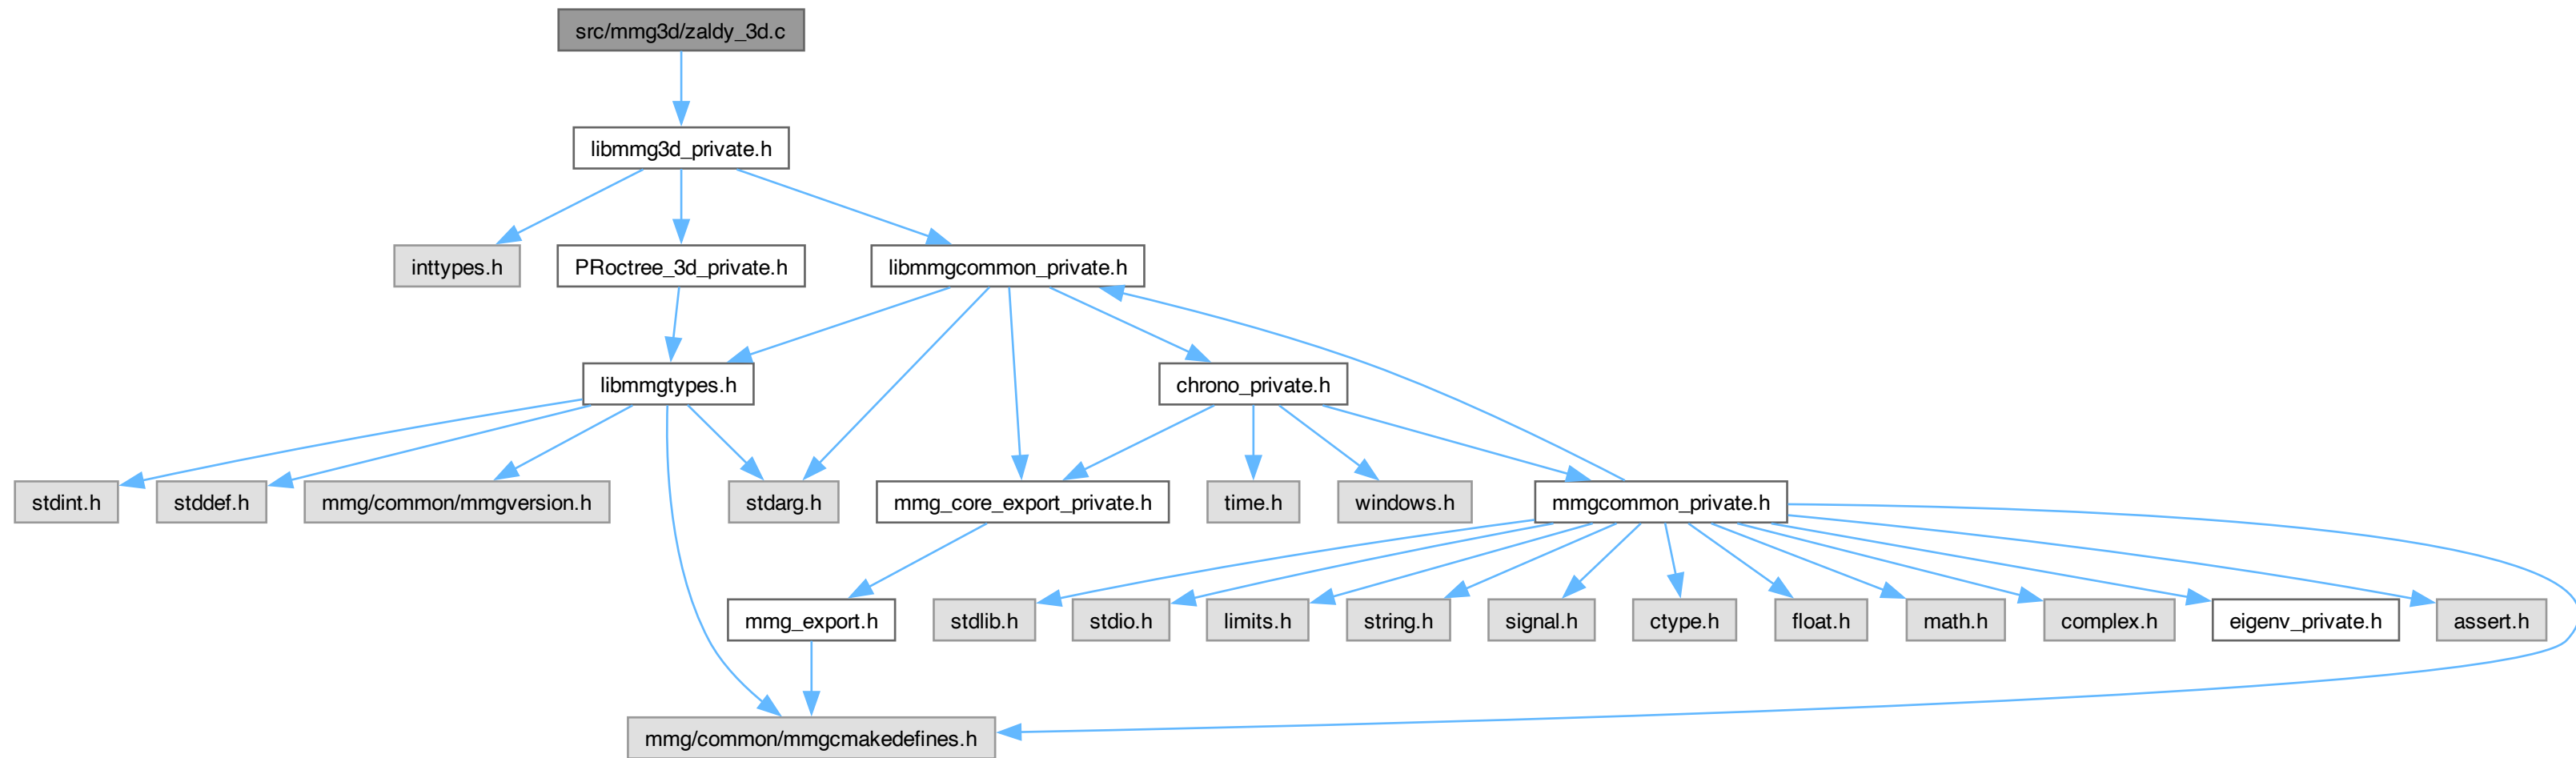 src/mmg3d/zaldy_3d.c
libmmg3d_private.h
inttypes.h
PRoctree_3d_private.h
libmmgcommon_private.h
libmmgtypes.h
chrono_private.h
stdint.h
stddef.h
mmg/common/mmgversion.h
stdarg.h
mmg_core_export_private.h
time.h
windows.h
mmgcommon_private.h
mmg_export.h
stdlib.h
stdio.h
limits.h
string.h
signal.h
ctype.h
float.h
math.h
complex.h
eigenv_private.h
assert.h
mmg/common/mmgcmakedefines.h